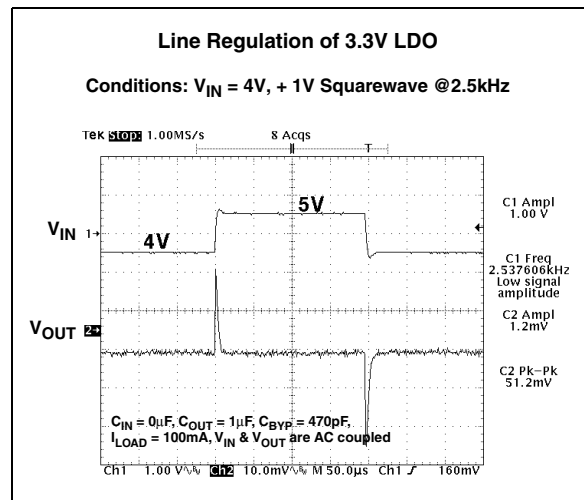 Line Regulation of 3.3V LDO
Conditions: VIN = 4V, + 1V Squarewave @2.5kHz
Tek Stop: 1.00MS/s 8 Acqs
T
C1 Ampl
1.00 V
5V
VIN 1→
4V
C1 Freq
2.537606kHz
Low signal
amplitude
C2 Ampl
1.2mV
VOUT 2→
C2 Pk-Pk
51.2mV
CIN = 0µF, COUT = 1µF, CBYP = 470pF,
ILOAD = 100mA, VIN & VOUT are AC coupled
Ch1 1.00 V∿ Ch2 10.0mV∿ M 50.0µs Ch1 ∫ 160mV